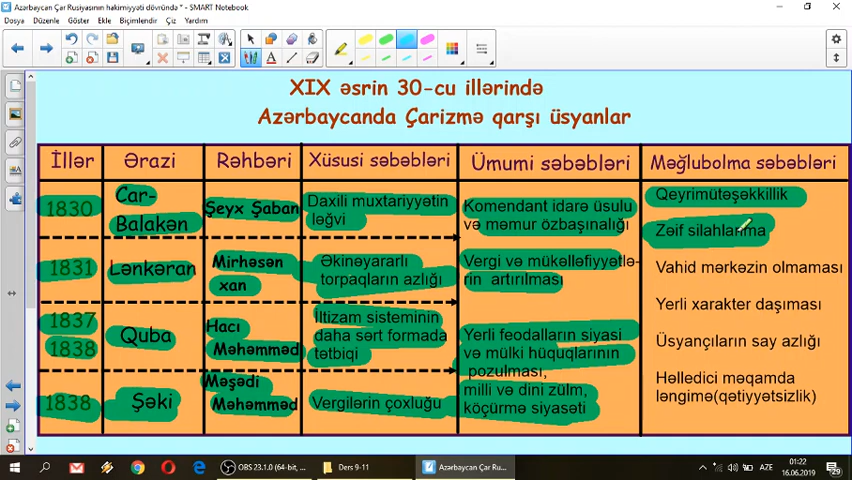 Azərbaycan Çar Rusiyasının hakimiyyəti dövründə * - SMART Notebook
Dosya Düzenle Göster Ekle Biçimlendir Çiz Yardım
XIX əsrin 30-cu illərində
Azərbaycanda Çarizmə qarşı üsyanlar
İllər Ərazi Rəhbəri Xüsusi səbəbləri Ümumi səbəbləri Məğlubolma səbəbləri
1830
Car-
Balakən
Şeyx Şaban
Daxili muxtariyyətin
ləğvi
1831
Lənkəran
Mirhəsən
xan
Əkinəyararlı
torpaqların azlığı
1837
1838
Quba
Hacı
Məhəmməd
İltizam sisteminin
daha sərt formada
tətbiqi
1838
Şəki
Məşədi
Məhəmməd
Vergilərin çoxluğu
Komendant idarə üsulu
və məmur özbaşınalığı
Vergi və mükəlləfiyyətlə-
rin artırılması
Yerli feodalların siyasi
və mülki hüquqlarının
pozulması,
milli və dini zülm,
köçürmə siyasəti
Qeyrimütəşəkkillik
Zəif silahlanma
Vahid mərkəzin olmaması
Yerli xarakter daşıması
Üsyançıların say azlığı
Həlledici məqamda
ləngimə(qətiyyətsizlik)
OBS 23.1.0 (64-bit, ... Ders 9-11 Azərbaycan Çar Ru... AZE 01:22
16.06.2019
29